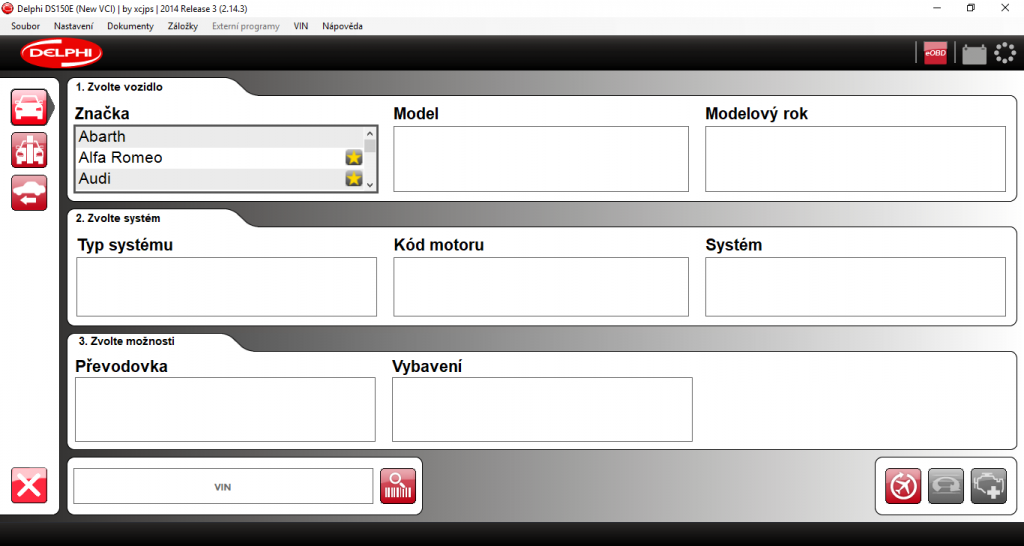 Delphi DS150E (New VCI) | by xcjps | 2014 Release 3 (2.14.3)
Soubor Nastavení Dokumenty Záložky Externí programy VIN Nápověda
DELPHI
eOBD
1. Zvolte vozidlo
Značka Model Modelový rok
Abarth
Alfa Romeo
Audi
2. Zvolte systém
Typ systému Kód motoru Systém
3. Zvolte možnosti
Převodovka Vybavení
VIN